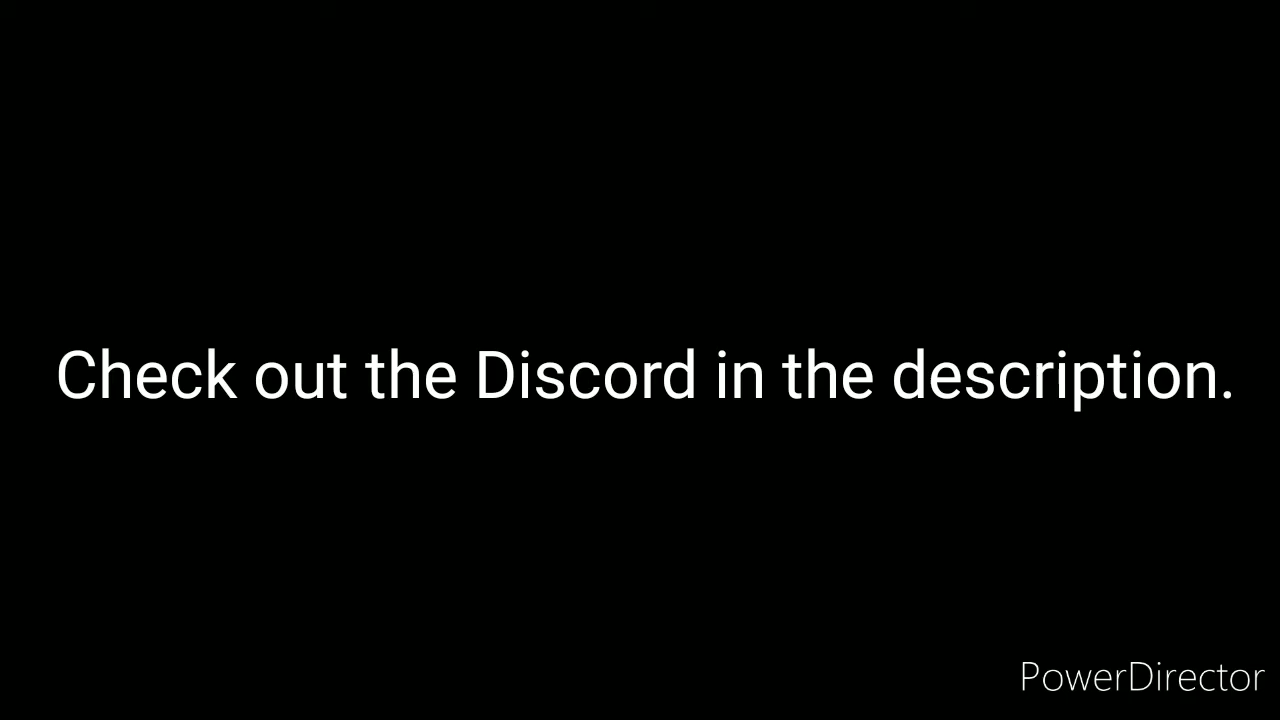 Check out the Discord in the description.
PowerDirector